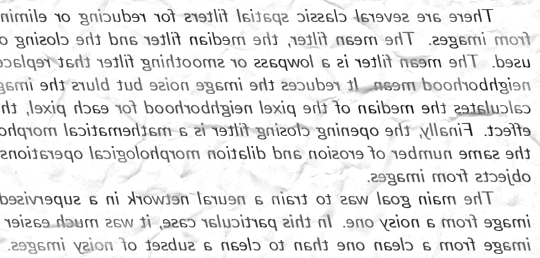 There are several classic spatial filters for reducing or elimin
from images. The mean filter, the median filter and the closing o
used. The mean filter is a lowpass or smoothing filter that replace
neighborhood mean. It reduces the image noise but blurs the imag
calculates the median of the pixel neighborhood for each pixel, th
effect. Finally, the opening closing filter is a mathematical morpho
the same number of erosion and dilation morphological operations
objects from images.
The main goal was to train a neural network in a supervised
image from a noisy one. In this particular case, it was much easier
image from a clean one than to clean a subset of noisy images.